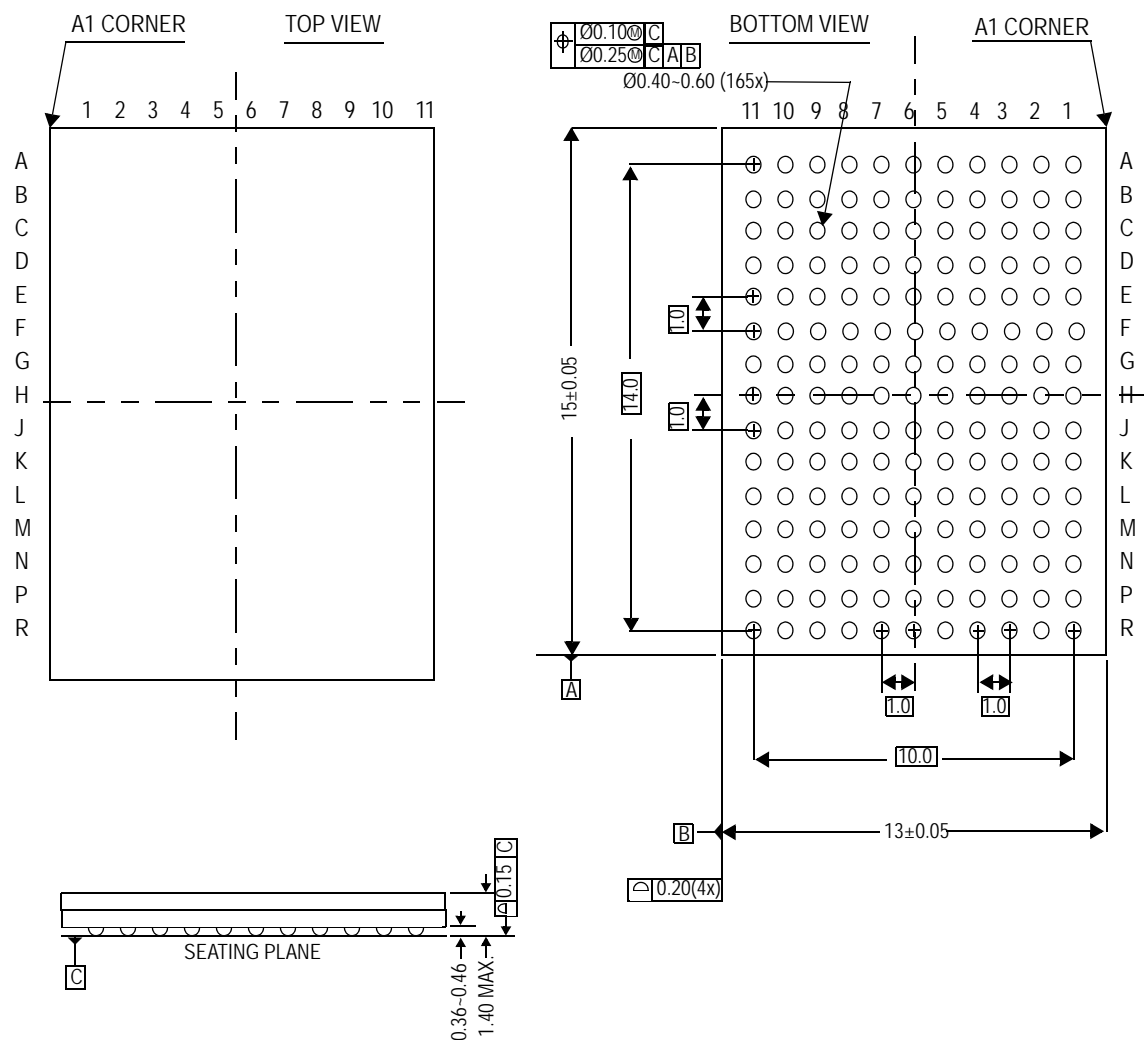 A1 CORNER
TOP VIEW
1 2 3 4 5 6 7 8 9 10 11
A
B
C
D
E
F
G
H
J
K
L
M
N
P
R
Ø0.10Ⓜ C
Ø0.25Ⓜ C A B
BOTTOM VIEW
A1 CORNER
Ø0.40~0.60 (165x)
11 10 9 8 7 6 5 4 3 2 1
A
B
C
D
E
F
G
H
J
K
L
M
N
P
R
1.0
15±0.05
14.0
1.0
A
1.0
1.0
10.0
B
13±0.05
0.20(4x)
0.15 C
SEATING PLANE
C
0.36~0.46
1.40 MAX.